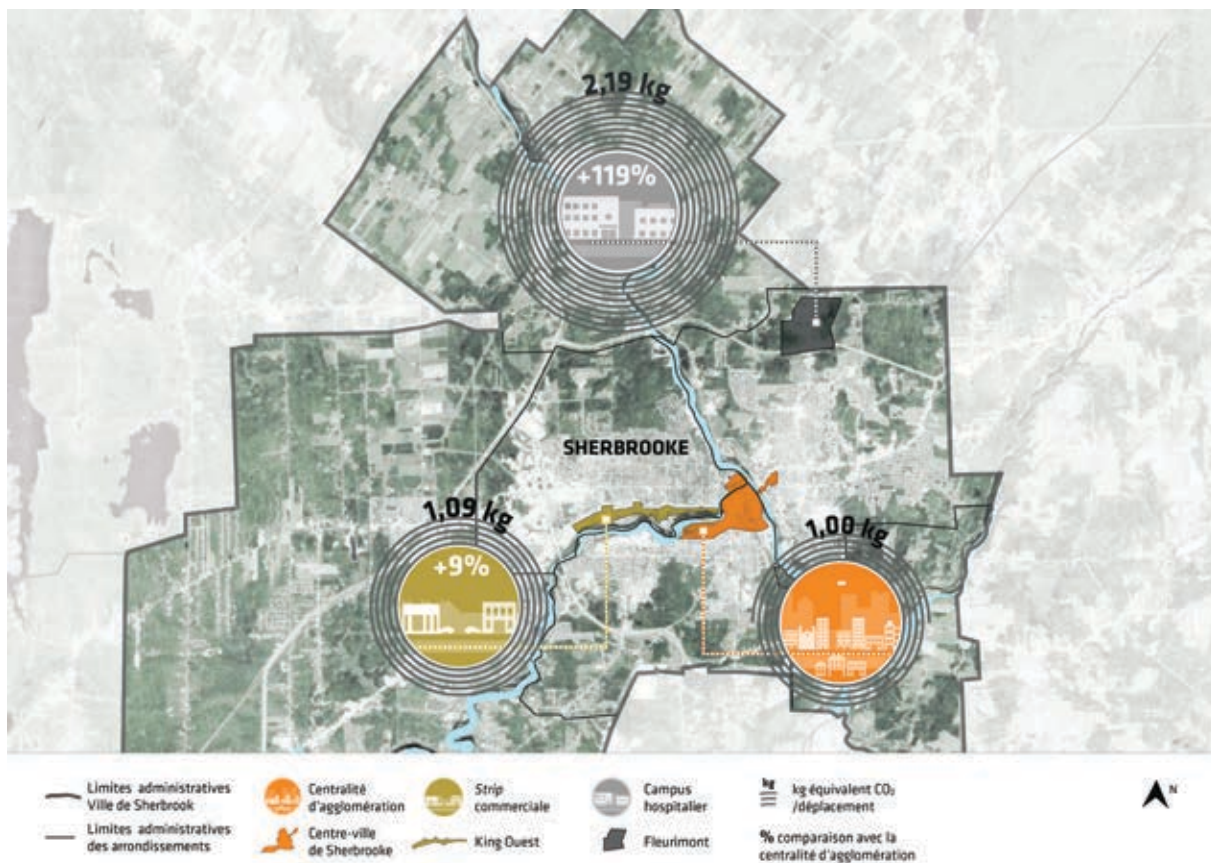 2,19 kg
+119%
SHERBROOKE
1,09 kg
+9%
1,00 kg
Limites administratives
Ville de Sherbrook
Limites administratives
des arrondissements
Centralité
d'agglomération
Centre-ville
de Sherbrooke
Strip
commerciale
King Ouest
Campus
hospitalier
Fleurimont
kg
kg équivalent CO₂
/déplacement
% comparaison avec la
centralité d'agglomération
N